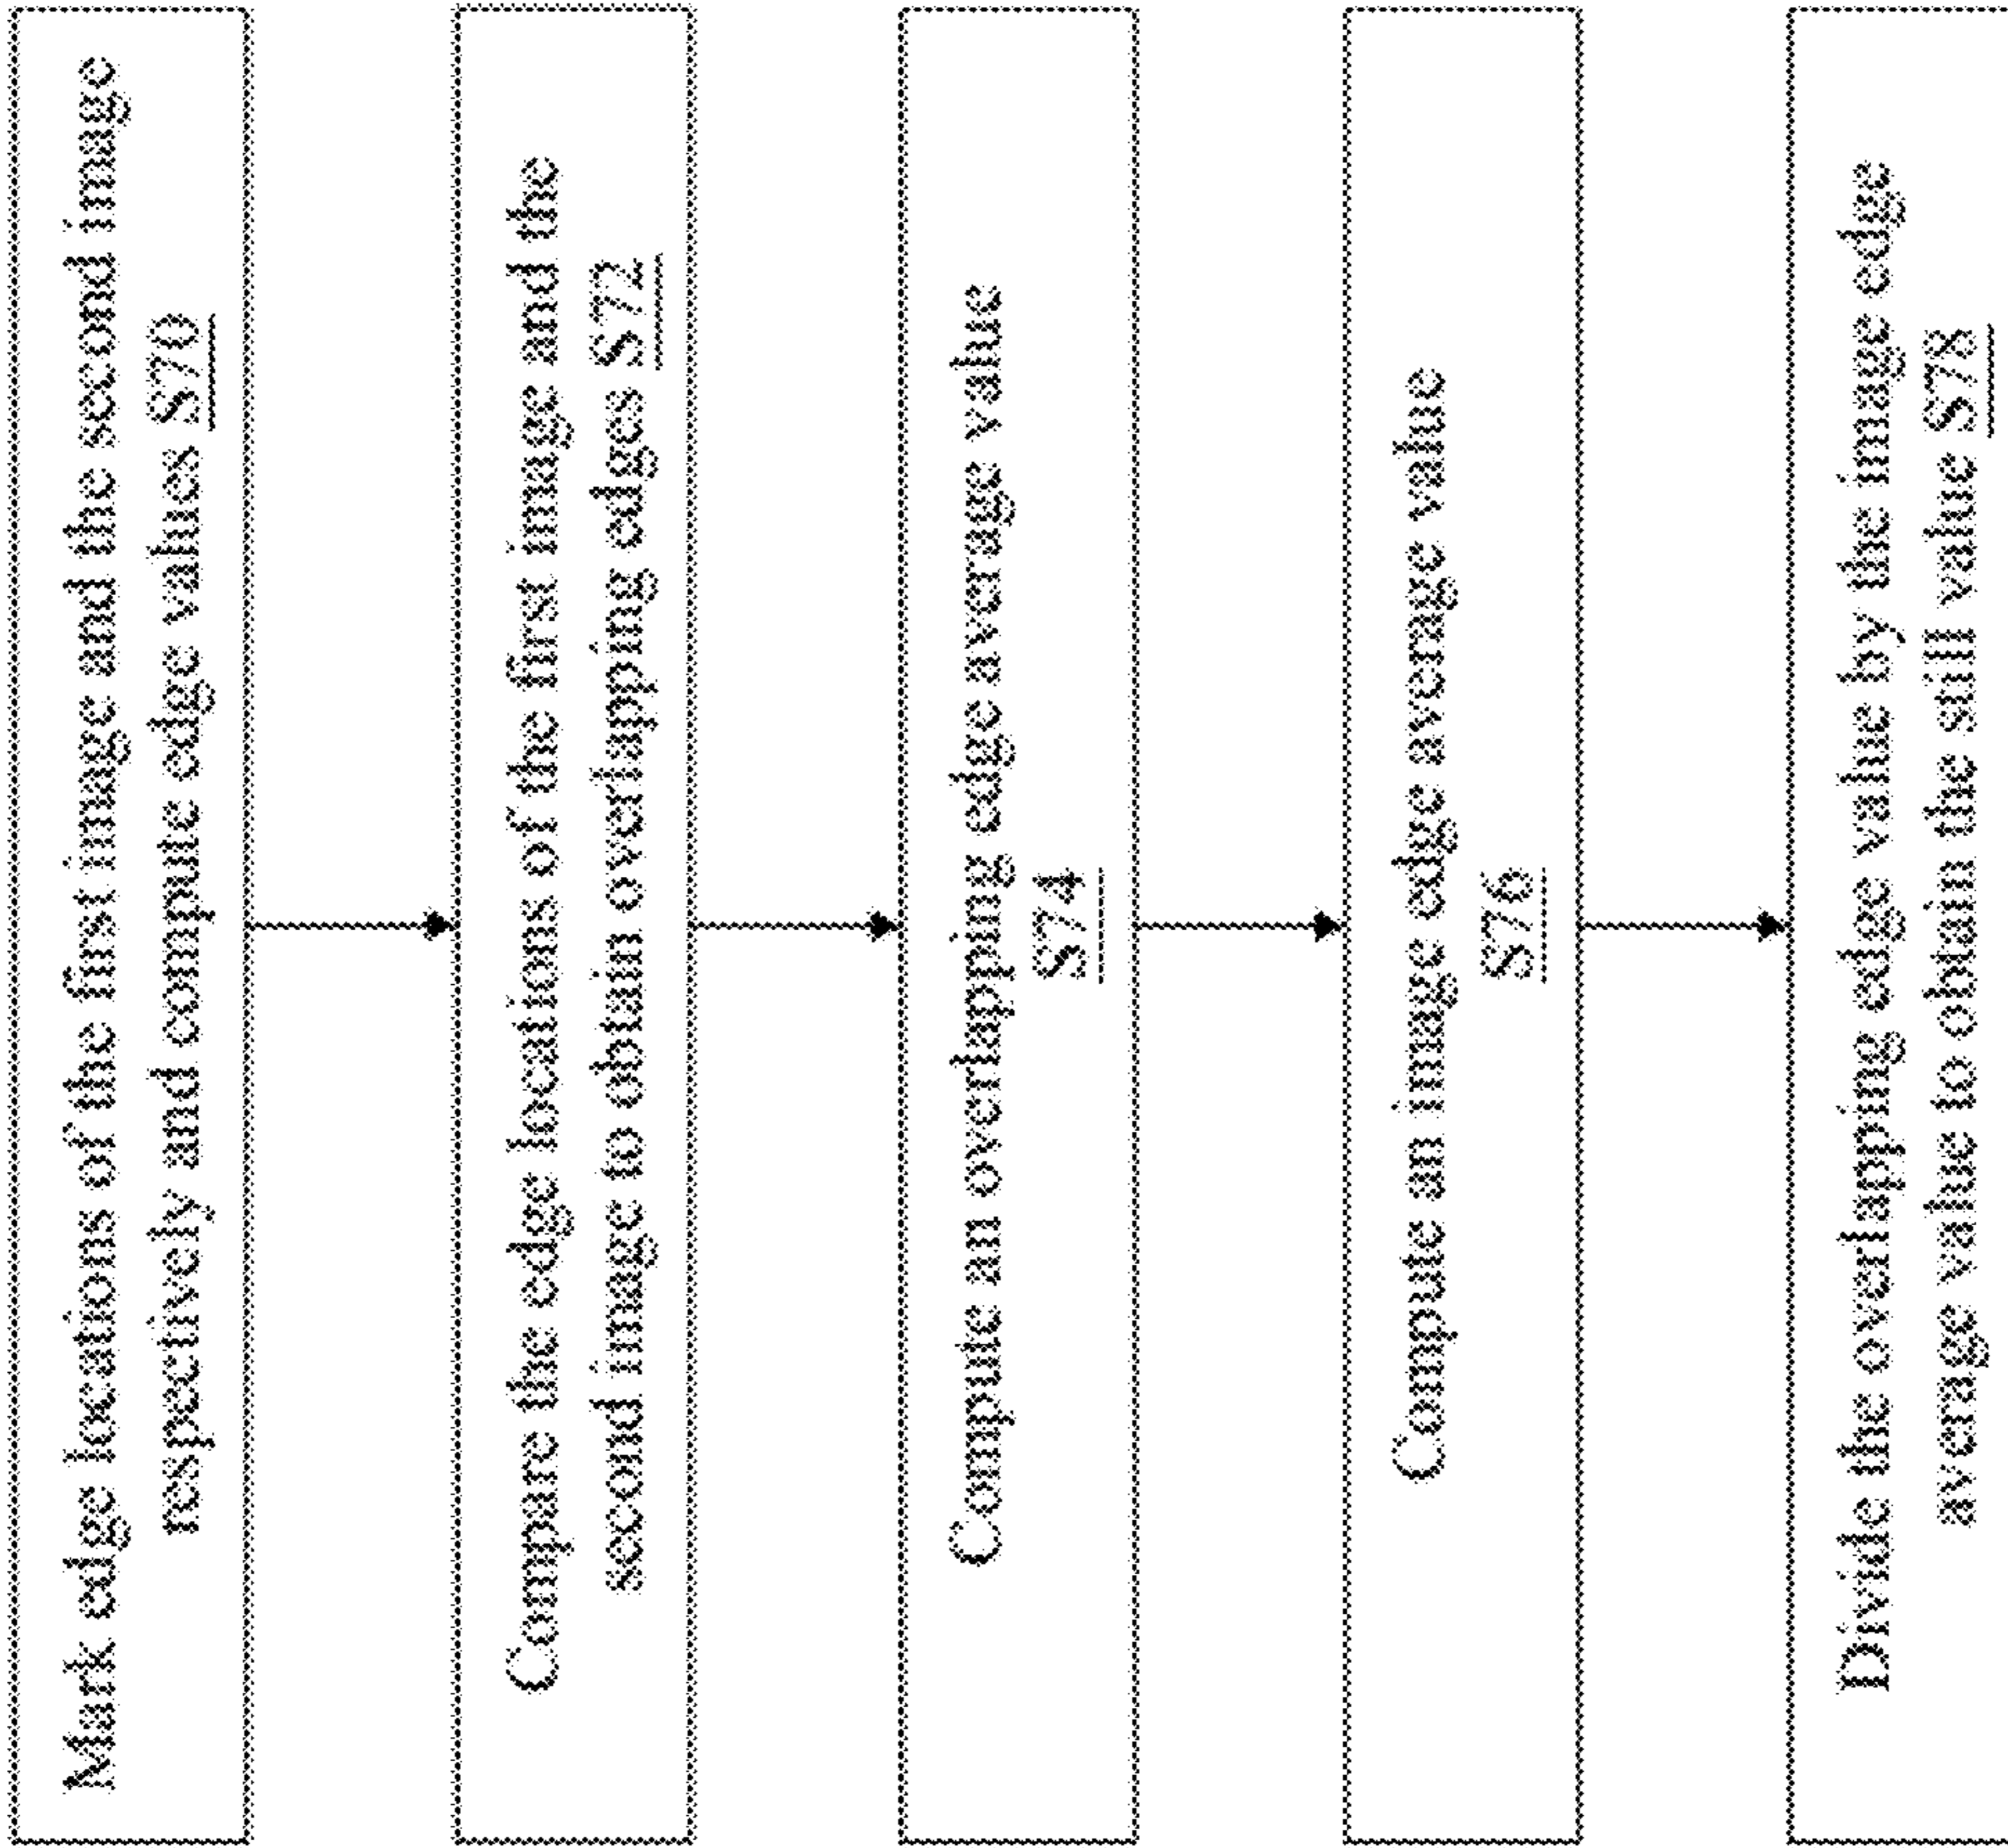 Mark edge locations of the first image and the second image
respectively and compute edge values S70
Compare the edge locations of the first image and the
second image to obtain overlapping edges S72
Compute an overlapping edge average value
S74
Compute an image edge average value
S76
Divide the overlapping edge value by the image edge
average value to obtain the still value S78